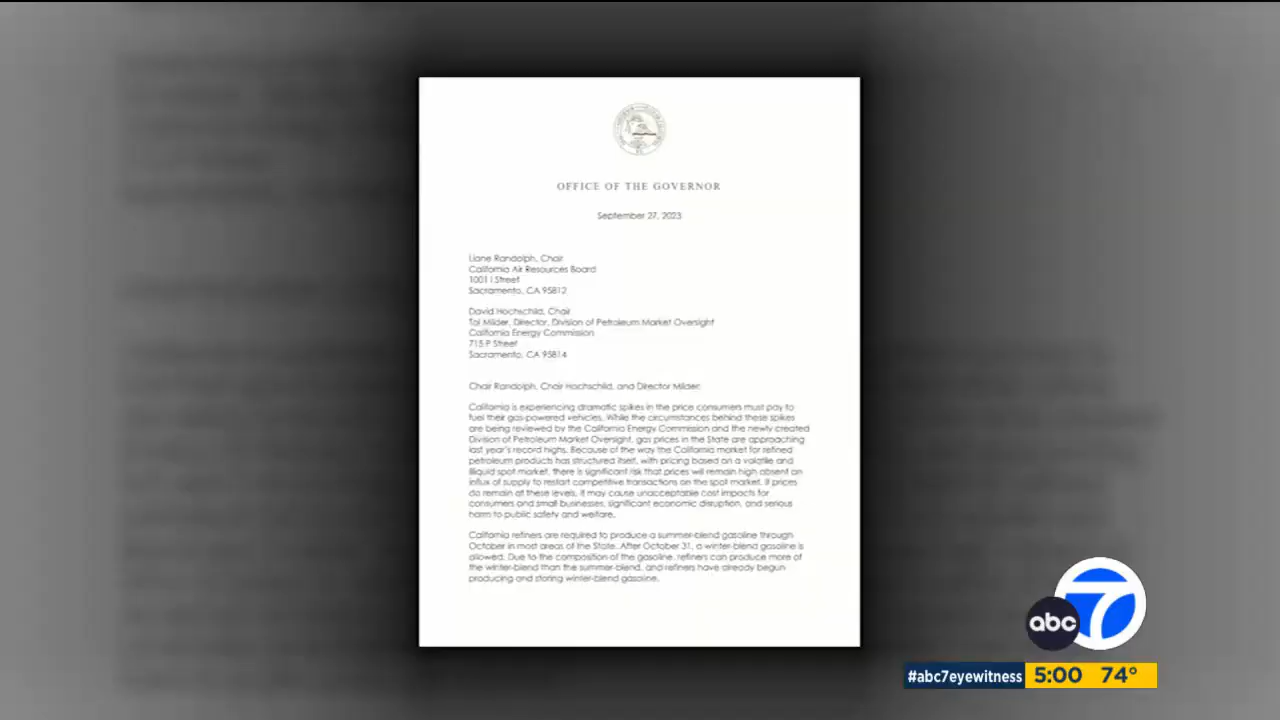 OFFICE OF THE GOVERNOR
September 27, 2023
Liane Randolph, Chair
California Air Resources Board
1001 I Street
Sacramento, CA 95812
David Hochschild, Chair
Tai Milder, Director, Division of Petroleum Market Oversight
California Energy Commission
715 P Street
Sacramento, CA 95814
Chair Randolph, Chair Hochschild, and Director Milder:
California is experiencing dramatic spikes in the price consumers must pay to
fuel their gas-powered vehicles. While the circumstances behind these spikes
are being reviewed by the California Energy Commission and the newly created
Division of Petroleum Market Oversight, gas prices in the State are approaching
last year's record highs. Because of the way the California market for refined
petroleum products has structured itself, with pricing based on a volatile and
illiquid spot market, there is significant risk that prices will remain high absent an
influx of supply to restart competitive transactions on the spot market. If prices
do remain at these levels, it may cause unacceptable cost impacts for
consumers and small businesses, significant economic disruption, and serious
harm to public safety and welfare.
California refiners are required to produce a summer-blend gasoline through
October in most areas of the State. After October 31, a winter-blend gasoline is
allowed. Due to the composition of the gasoline, refiners can produce more of
the winter-blend than the summer-blend, and refiners have already begun
producing and storing winter-blend gasoline.
abc 7
#abc7eyewitness 5:00 74°